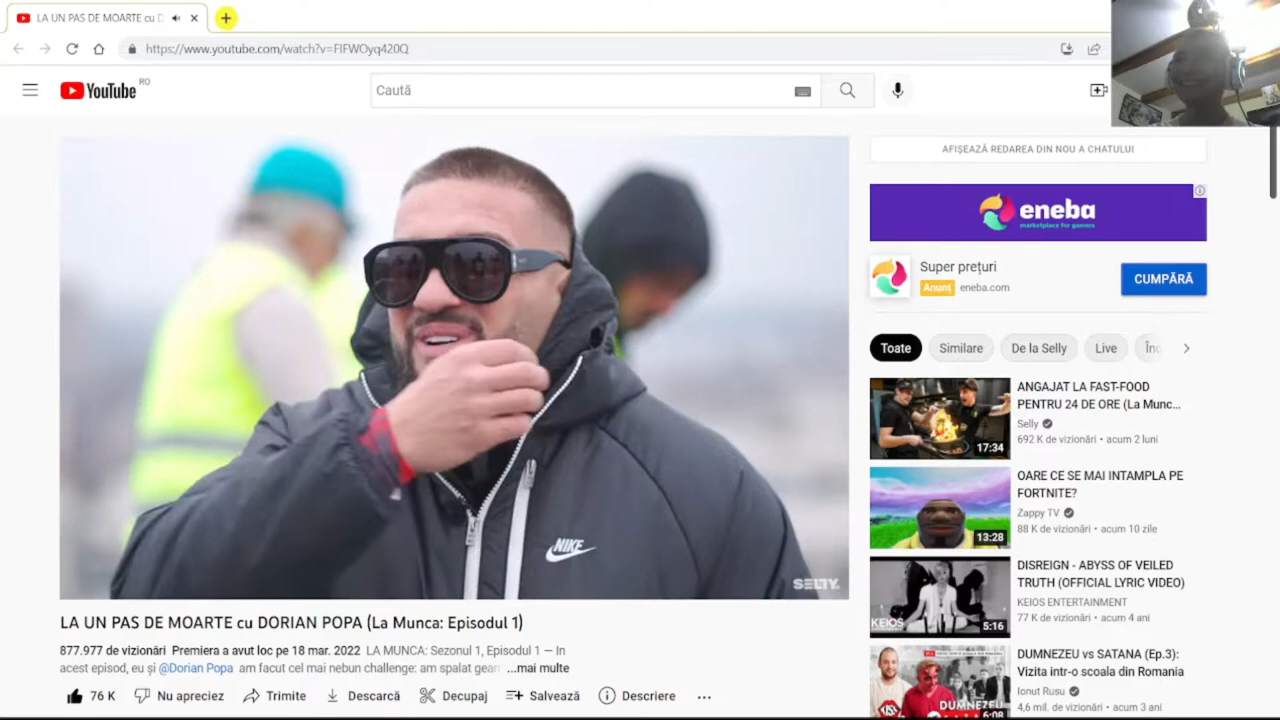 LA UN PAS DE MOARTE cu D
https://www.youtube.com/watch?v=FIFWOyq420Q
YouTube RO
Caută
NIKE
SELTY.
LA UN PAS DE MOARTE cu DORIAN POPA (La Munca: Episodul 1)
877.977 de vizionări Premiera a avut loc pe 18 mar. 2022 LA MUNCA: Sezonul 1, Episodul 1 — În
acest episod, eu și @Dorian Popa am facut cel mai nebun challenge: am spalat gean ...mai multe
76 K Nu apreciez Trimite Descarcă Decupaj Salvează Descriere ...
AFIȘEAZĂ REDAREA DIN NOU A CHATULUI
eneba
marketplace for gamers
Super prețuri
Anunț eneba.com
CUMPĂRĂ
Toate Similare De la Selly Live Înc
17:34
ANGAJAT LA FAST-FOOD
PENTRU 24 DE ORE (La Munc...
Selly
692 K de vizionări • acum 2 luni
13:28
OARE CE SE MAI INTAMPLA PE
FORTNITE?
Zappy TV
88 K de vizionări • acum 10 zile
KEIOS
5:16
DISREIGN - ABYSS OF VEILED
TRUTH (OFFICIAL LYRIC VIDEO)
KEIOS ENTERTAINMENT
77 K de vizionări • acum 4 ani
DUMNEZEU
6:08
DUMNEZEU vs SATANA (Ep.3):
Vizita intr-o scoala din Romania
Ionut Rusu
4,6 mil. de vizionări • acum 3 ani